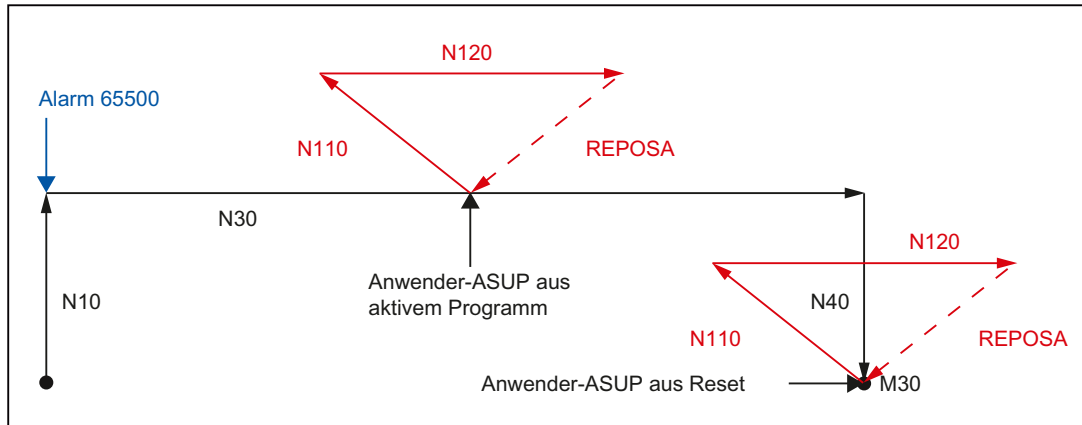 N120
Alarm 65500
N110
REPOSA
N30
N120
Anwender-ASUP aus
aktivem Programm
N10
N40
N110
REPOSA
Anwender-ASUP aus Reset
M30